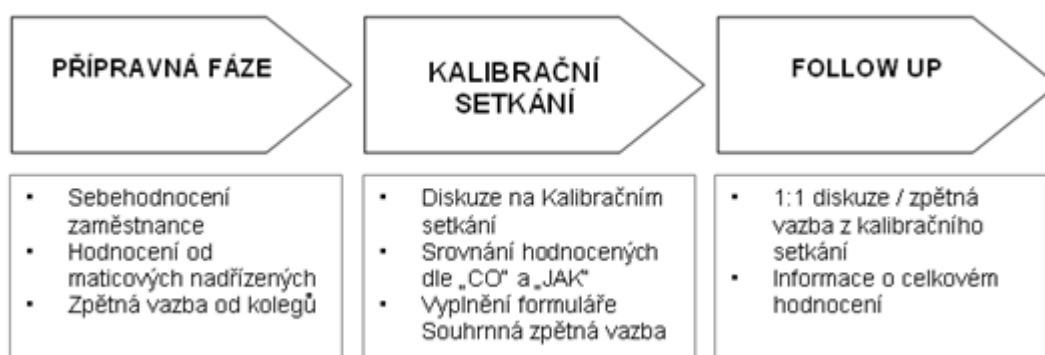 PŘÍPRAVNÁ FÁZE
KALIBRAČNÍ
SETKÁNÍ
FOLLOW UP
▪ Sebehodnocení
zaměstnance
▪ Hodnocení od
maticových nadřízených
▪ Zpětná vazba od kolegů
▪ Diskuze na Kalibračním
setkání
▪ Srovnání hodnocených
dle „CO" a „JAK"
▪ Vyplnění formuláře
Souhrnná zpětná vazba
▪ 1:1 diskuze / zpětná
vazba z kalibračního
setkání
▪ Informace o celkovém
hodnocení